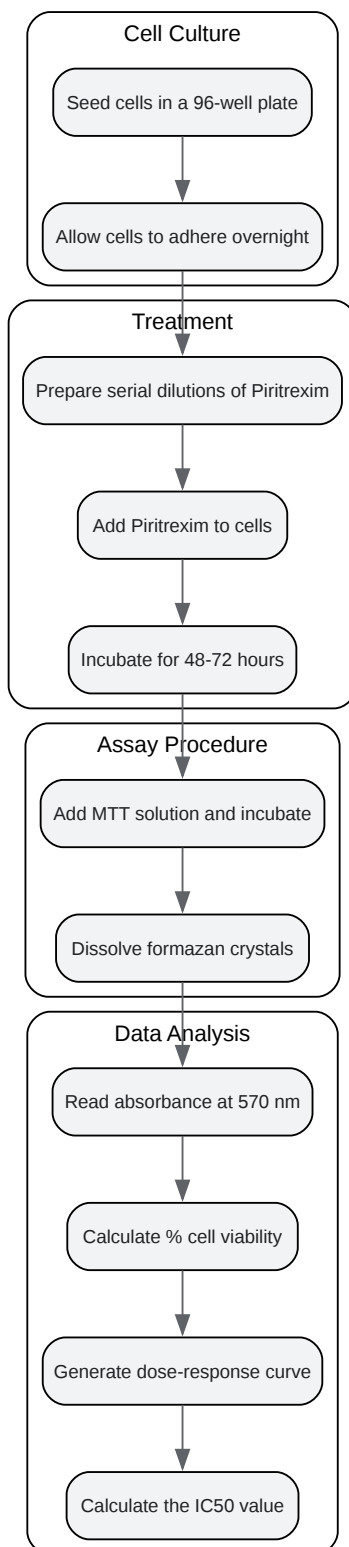 Cell Culture
Seed cells in a 96-well plate
Allow cells to adhere overnight
Treatment
Prepare serial dilutions of Piritrexim
Add Piritrexim to cells
Incubate for 48-72 hours
Assay Procedure
Add MTT solution and incubate
Dissolve formazan crystals
Data Analysis
Read absorbance at 570 nm
Calculate % cell viability
Generate dose-response curve
Calculate the IC50 value